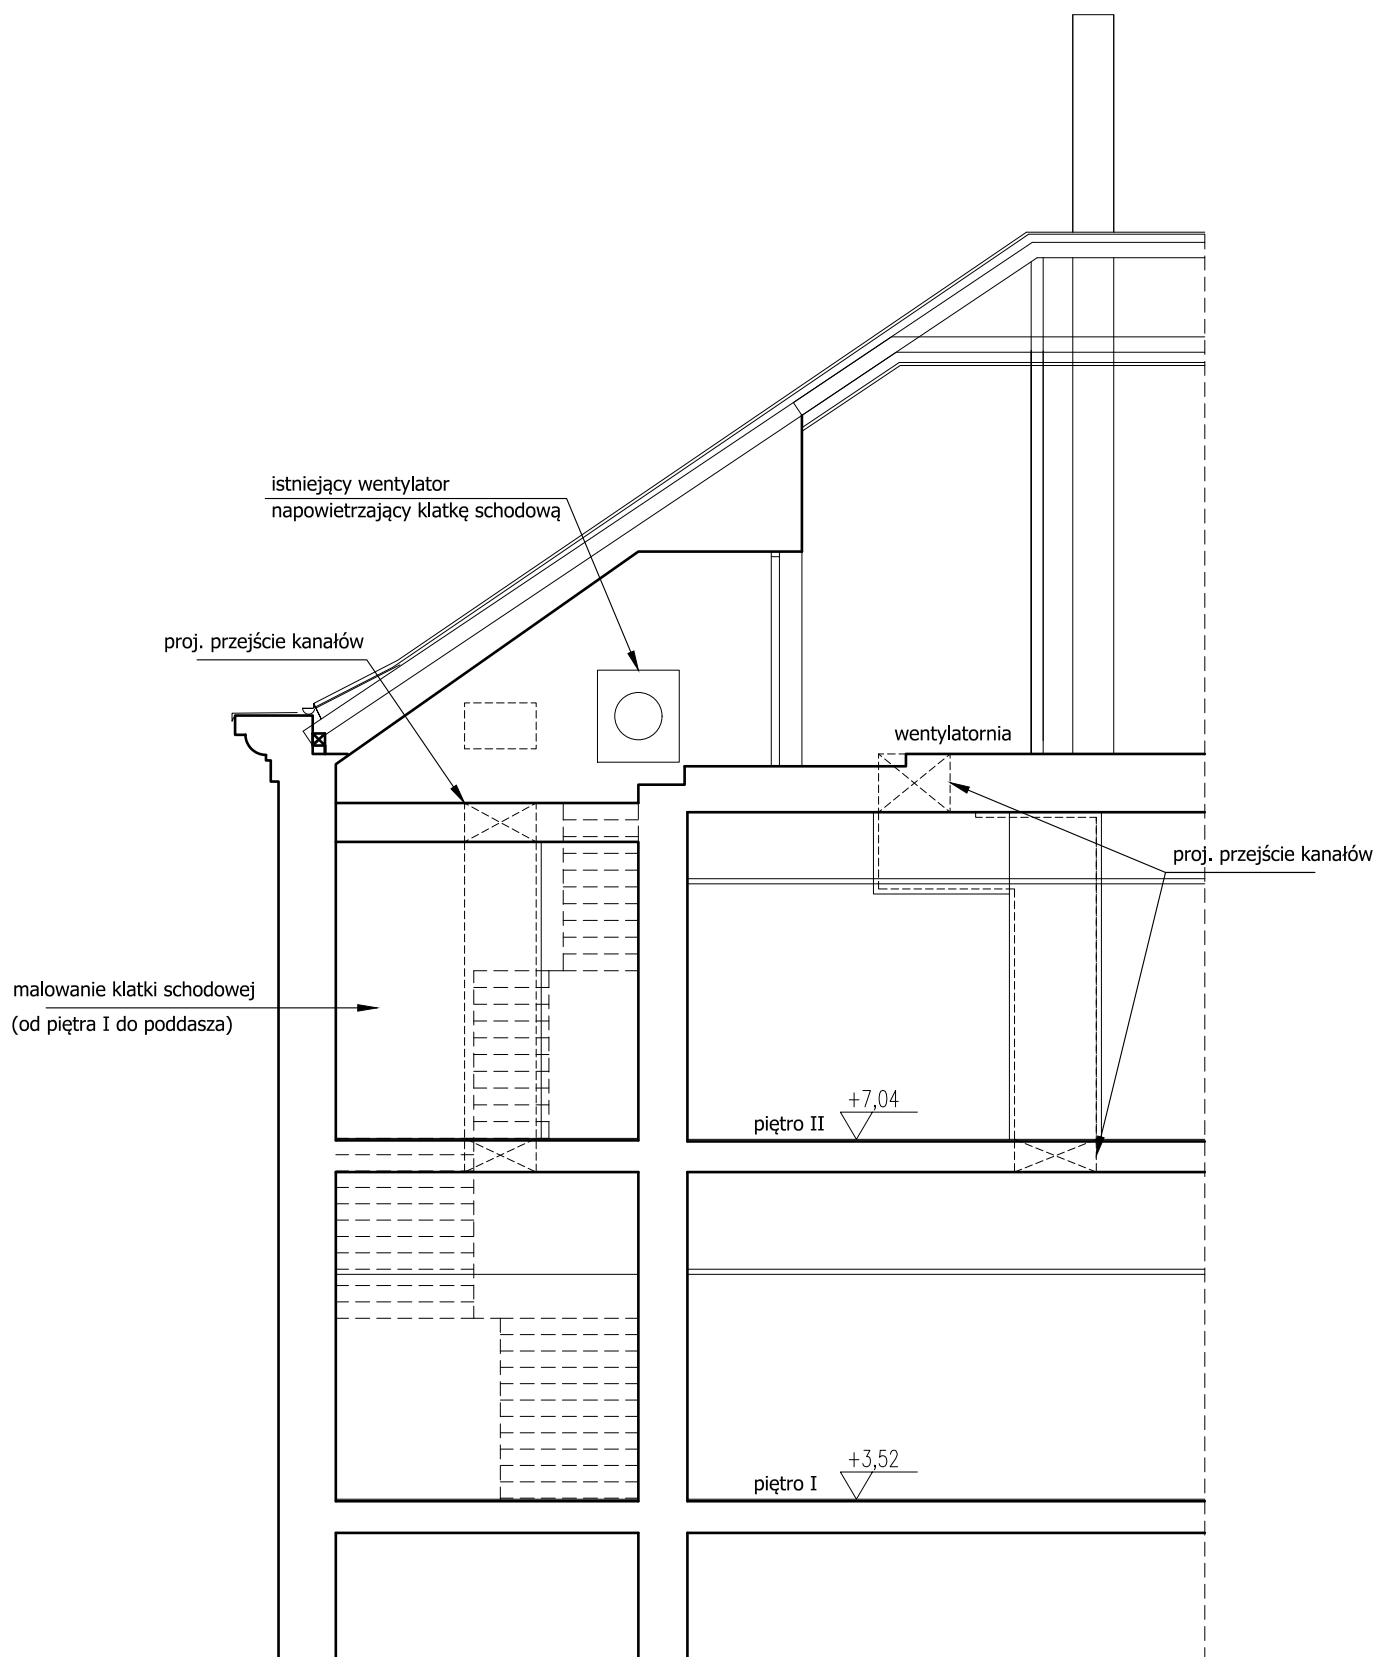 istniejący wentylator
napowietrzający klatkę schodową
proj. przejście kanałów
wentylatornia
proj. przejście kanałów
malowanie klatki schodowej
(od piętra I do poddasza)
+7,04
piętro II
+3,52
piętro I